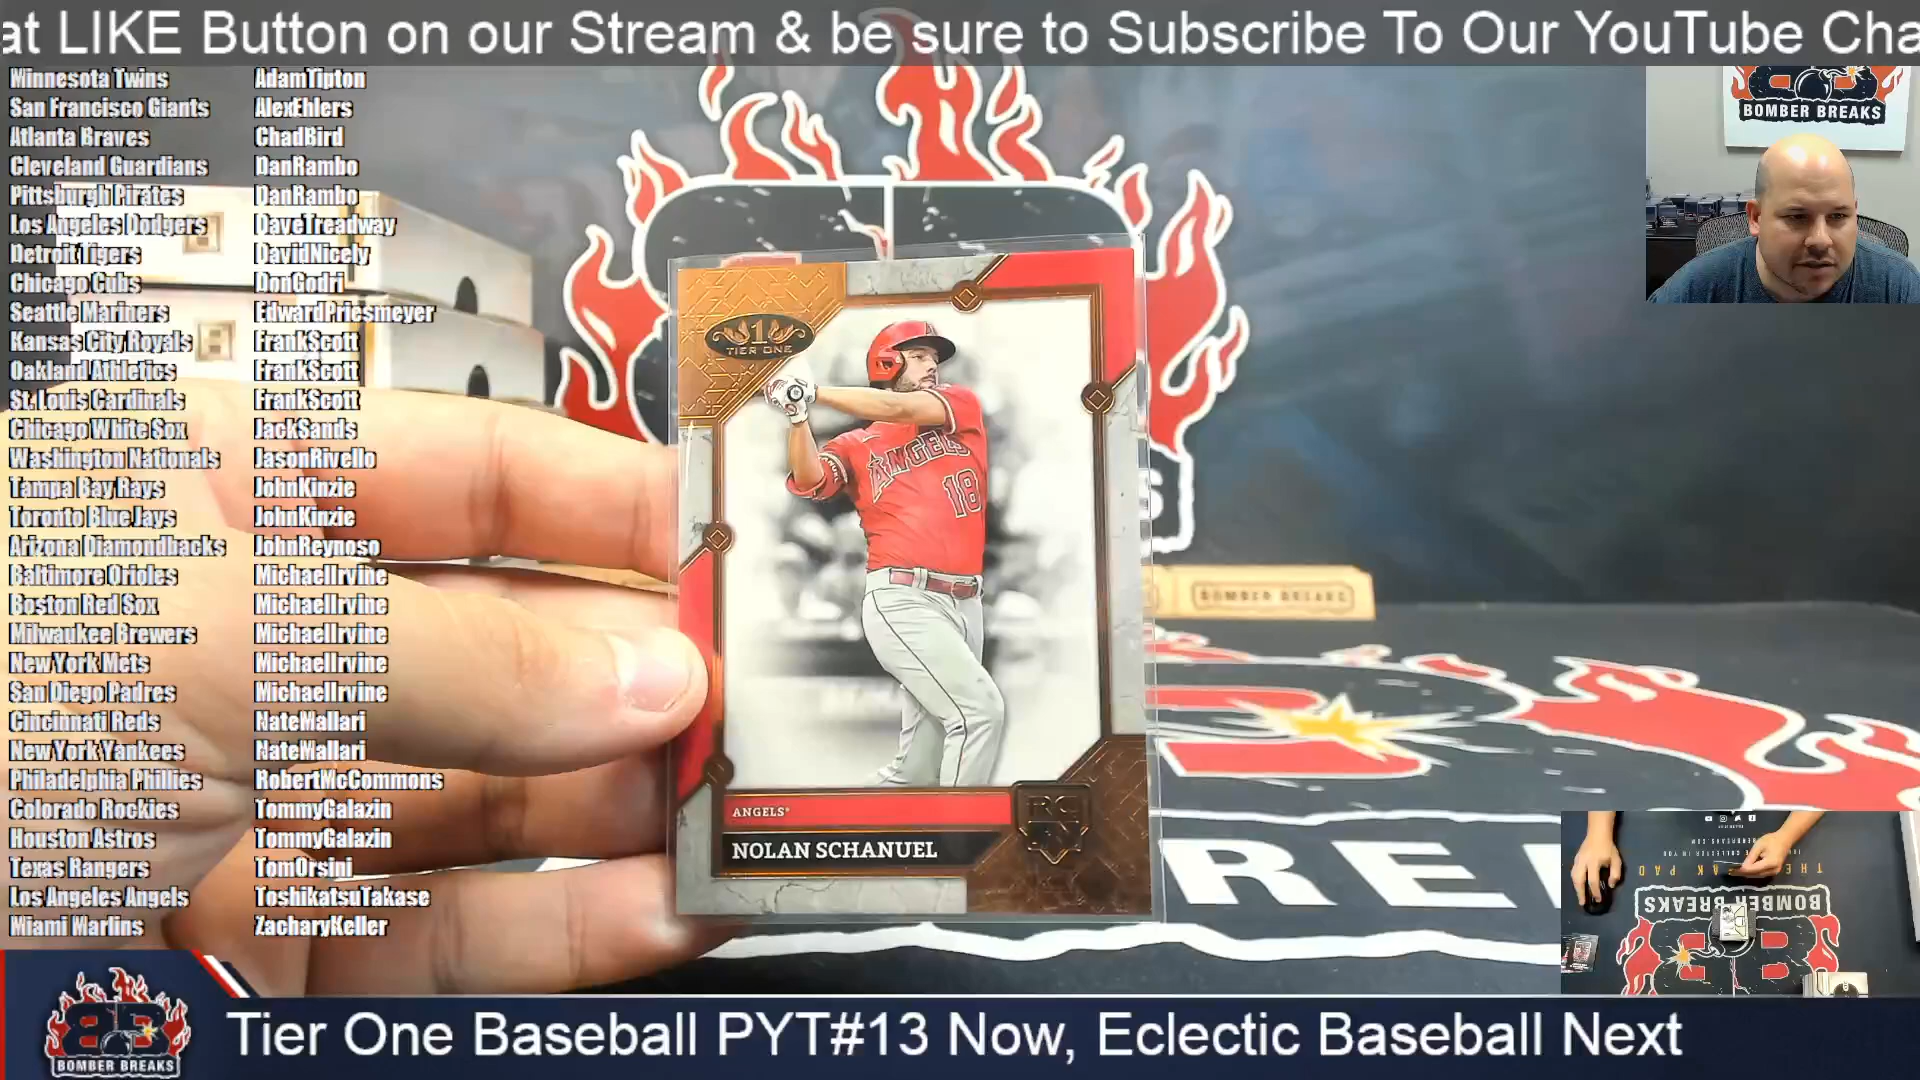 at LIKE Button on our Stream & be sure to Subscribe To Our YouTube Cha
Minnesota Twins AdamTipton
San Francisco Giants AlexEhlers
Atlanta Braves ChadBird
Cleveland Guardians DanRambo
Pittsburgh Pirates DanRambo
Los Angeles Dodgers DaveTreadway
Detroit Tigers DavidNicely
Chicago Cubs DonGodri
Seattle Mariners EdwardPriesmeyer
Kansas City Royals FrankScott
Oakland Athletics FrankScott
St. Louis Cardinals FrankScott
Chicago White Sox JackSands
Washington Nationals JasonRivello
Tampa Bay Rays JohnKinzie
Toronto Blue Jays JohnKinzie
Arizona Diamondbacks JohnReynoso
Baltimore Orioles MichaelIrvine
Boston Red Sox MichaelIrvine
Milwaukee Brewers MichaelIrvine
New York Mets MichaelIrvine
San Diego Padres MichaelIrvine
Cincinnati Reds NateMallari
New York Yankees NateMallari
Philadelphia Phillies RobertMcCommons
Colorado Rockies TommyGalazin
Houston Astros TommyGalazin
Texas Rangers TomOrsini
Los Angeles Angels ToshikatsuTakase
Miami Marlins ZacharyKeller
BOMBER BREAKS
1
TIER ONE
ANGELS
18
ANGELS
NOLAN SCHANUEL
RC
BOMBER BREAKS
BREAKS
BOMBER BREAKS
BOMBER BREAKS
Tier One Baseball PYT#13 Now, Eclectic Baseball Next